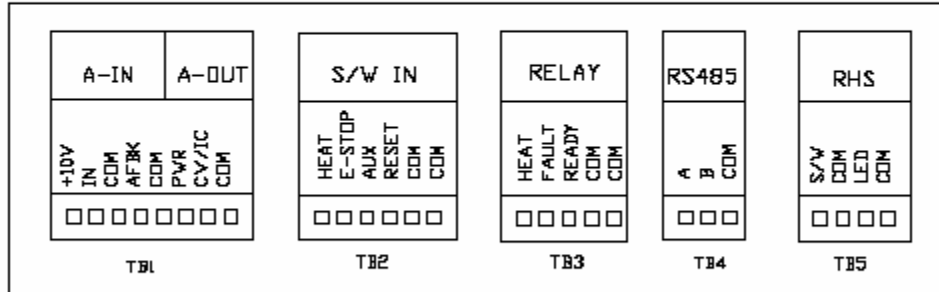 A-IN A-OUT
+10V
IN
COM
AFBK
COM
PWR
CV/IC
COM
TB1
S/W IN
HEAT
E-STOP
AUX
RESET
COM
COM
TB2
RELAY
HEAT
FAULT
READY
COM
COM
TB3
RS485
A
B
COM
TB4
RHS
S/W
COM
LED
COM
TB5